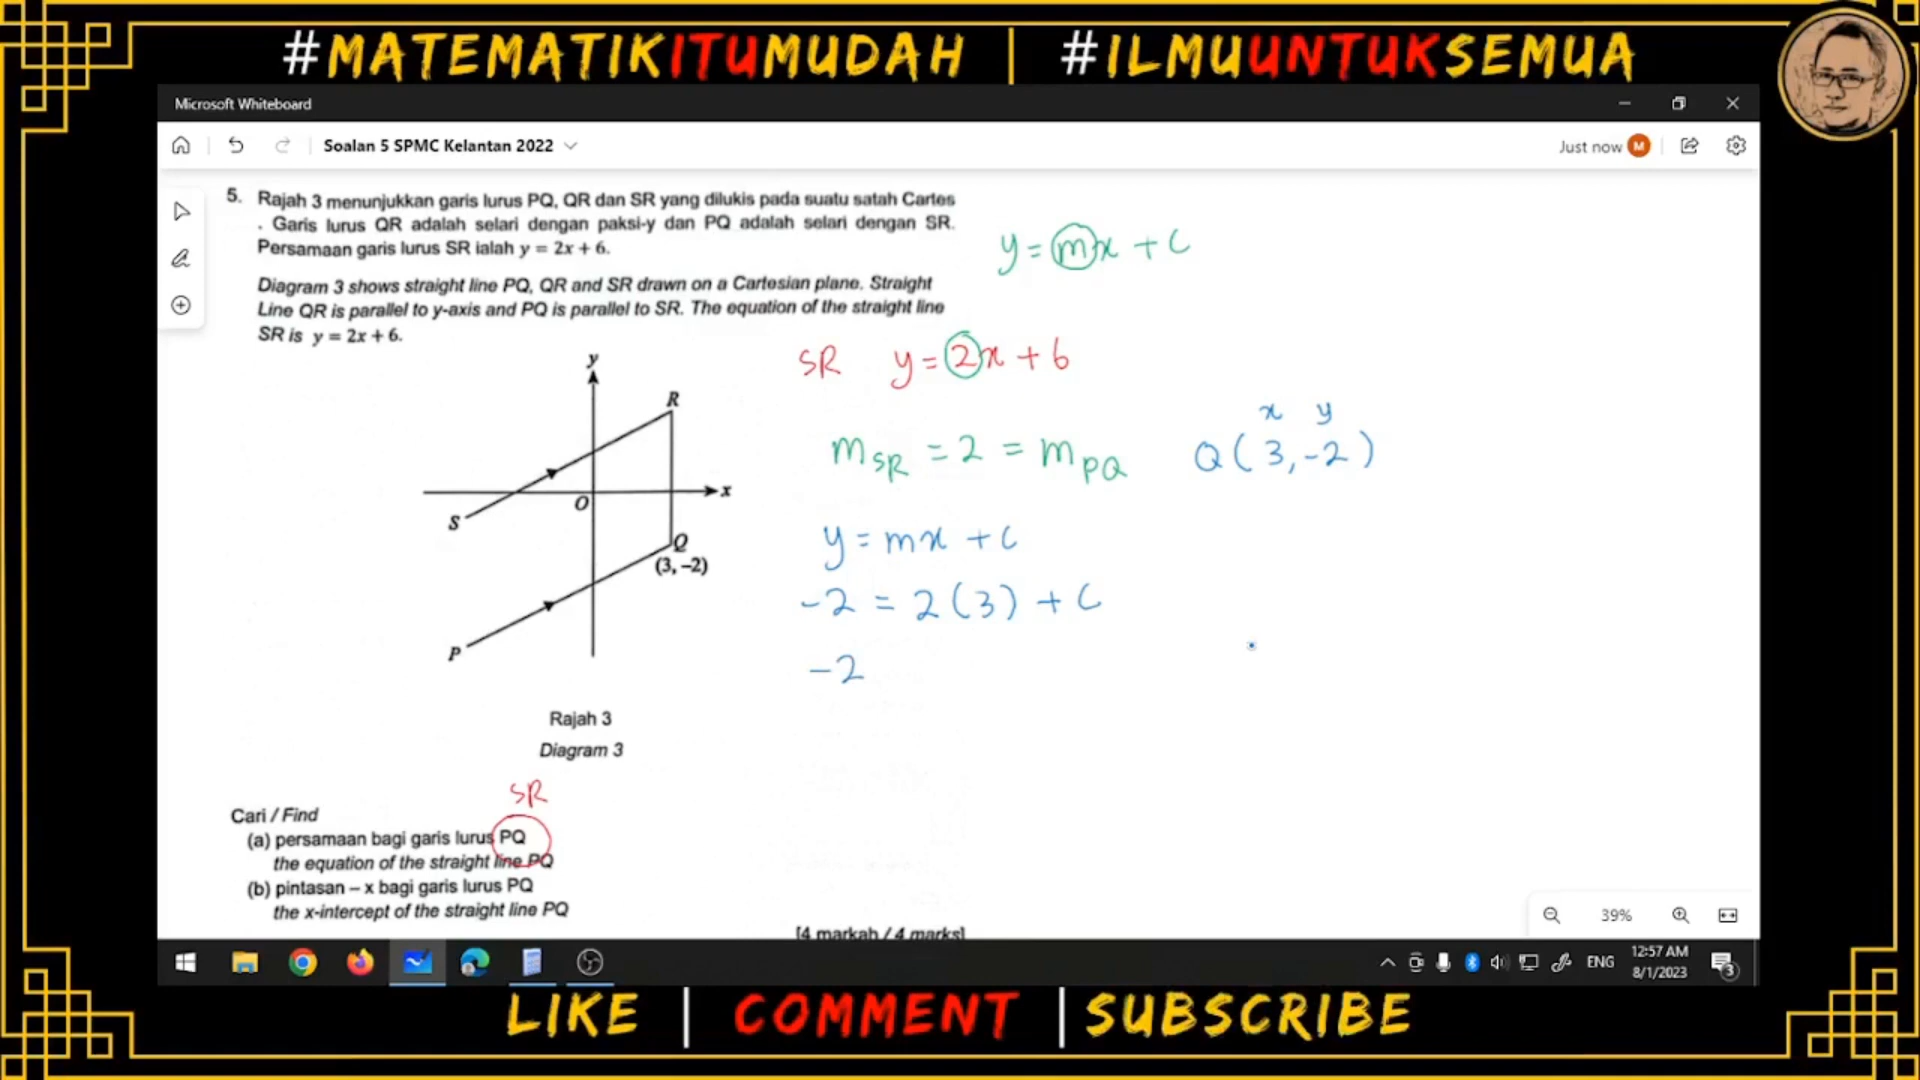 #MATEMATIKITUMUDAH | #ILMUUNTUKSEMUA
Microsoft Whiteboard
Soalan 5 SPMC Kelantan 2022
Just now M
5. Rajah 3 menunjukkan garis lurus PQ, QR dan SR yang dilukis pada suatu satah Cartes
. Garis lurus QR adalah selari dengan paksi-y dan PQ adalah selari dengan SR.
Persamaan garis lurus SR ialah y = 2x + 6.
Diagram 3 shows straight line PQ, QR and SR drawn on a Cartesian plane. Straight
Line QR is parallel to y-axis and PQ is parallel to SR. The equation of the straight line
SR is y = 2x + 6.
y
R
O
x
S
Q
(3, –2)
P
Rajah 3
Diagram 3
SR
Cari / Find
(a) persamaan bagi garis lurus PQ
the equation of the straight line PQ
(b) pintasan – x bagi garis lurus PQ
the x-intercept of the straight line PQ
[4 markah / 4 marks]
y = mx + c
SR y = 2x + 6
m SR = 2 = m PQ
x y
Q (3, -2)
y = mx + c
-2 = 2(3) + c
-2
39%
ENG
12:57 AM
8/1/2023
3
LIKE | COMMENT | SUBSCRIBE